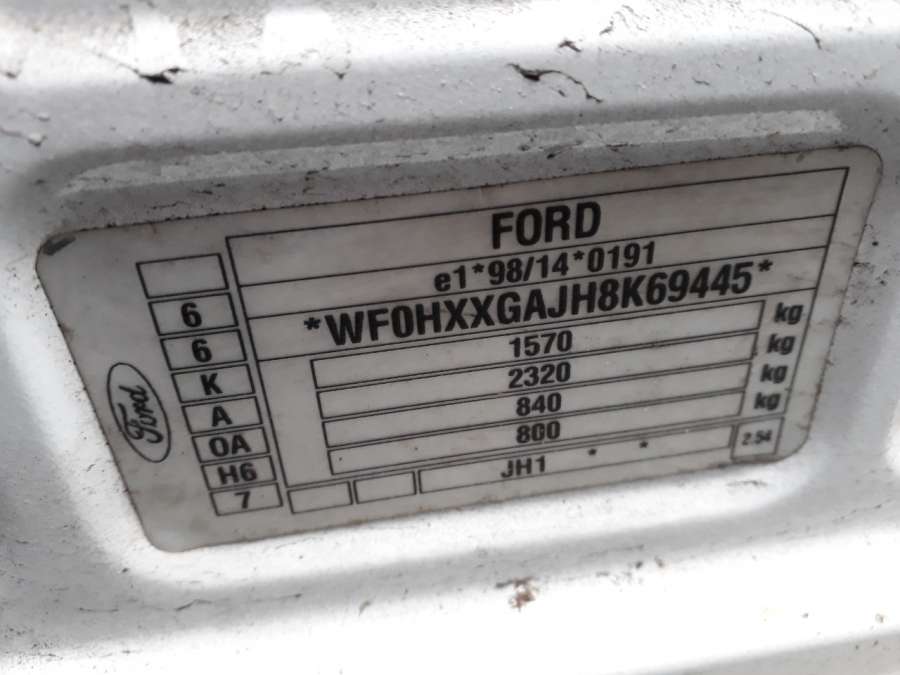 FORD
e1*98/14*0191
*WF0HXXGAJH8K69445*
1570 kg
2320 kg
840 kg
800 kg
JH1 * *
2.54
6
6
K
A
0A
H6
7
Ford